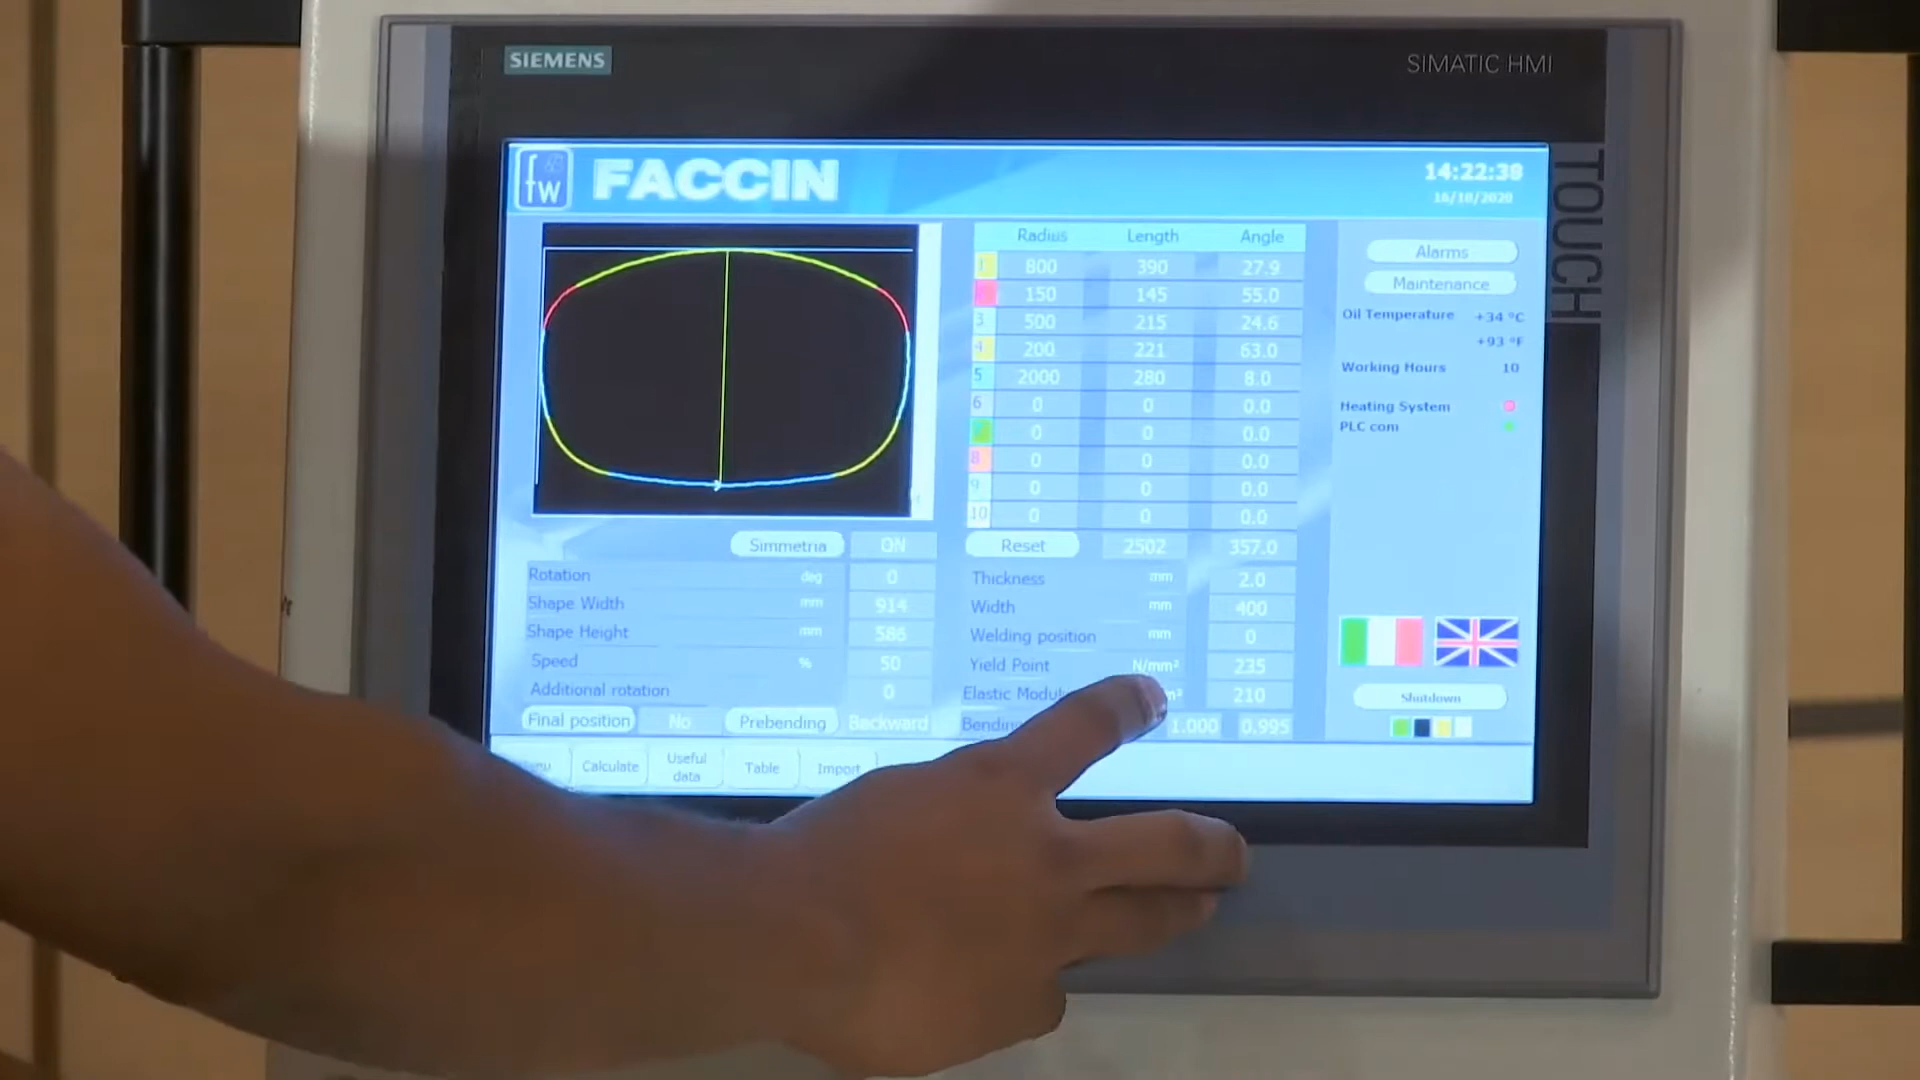 SIEMENS
SIMATIC HMI
TOUCH
fw
FACCIN
14:22:38
Radius Length Angle
1 800 390 27.9
150 145 55.0
3 500 215 24.6
4 200 221 63.0
5 2000 280 8.0
6 0 0 0.0
0 0 0.0
8 0 0 0.0
9 0 0 0.0
10 0 0 0.0
Reset 2502 357.0
Alarms
Maintenance
Oil Temperature +34 °C
+93 °F
Working Hours 10
Heating System
PLC com
Simmetria ON
Rotation deg 0
Shape Width mm 914
Shape Height mm 586
Speed % 50
Additional rotation 0
Final position No Prebending Backward
Thickness mm 2.0
Width mm 400
Welding position mm 0
Yield Point N/mm² 235
Elastic 210
1.000 0.995
Shutdown
Calculate
Useful data
Table
Import